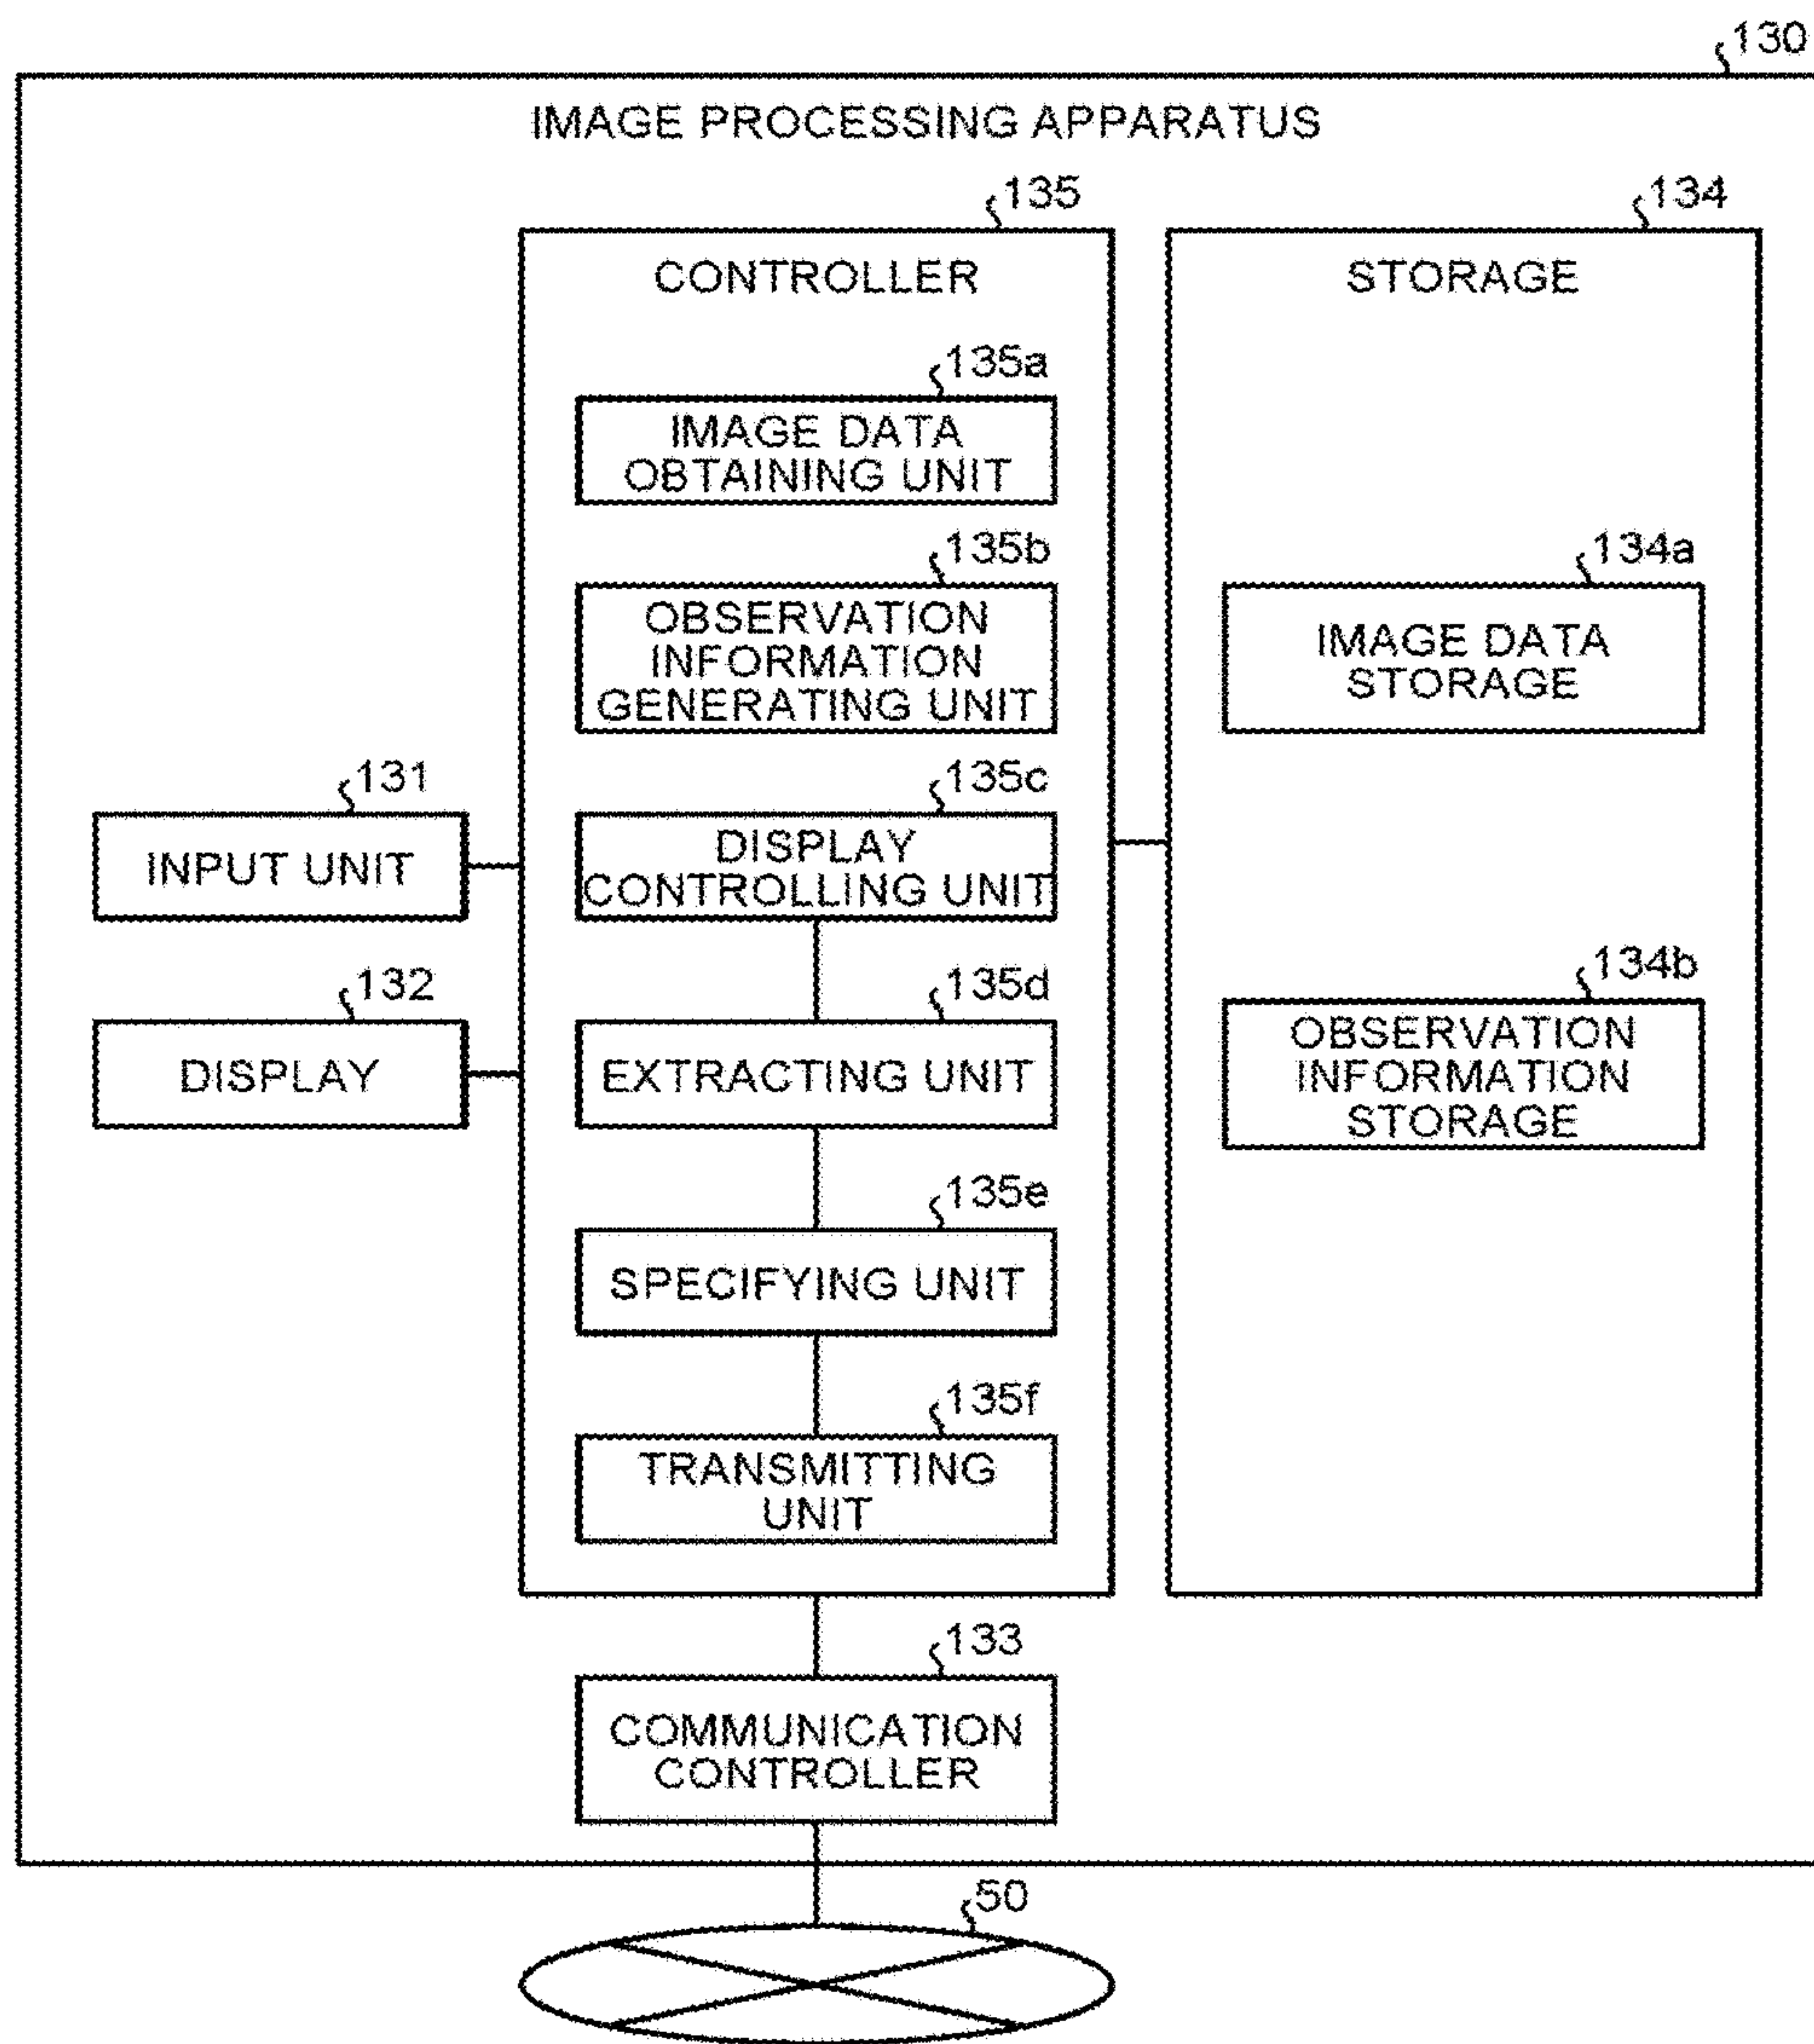 130
IMAGE PROCESSING APPARATUS
135
CONTROLLER
135a
IMAGE DATA
OBTAINING UNIT
135b
OBSERVATION
INFORMATION
GENERATING UNIT
135c
DISPLAY
CONTROLLING UNIT
135d
EXTRACTING UNIT
135e
SPECIFYING UNIT
135f
TRANSMITTING
UNIT
134
STORAGE
134a
IMAGE DATA
STORAGE
134b
OBSERVATION
INFORMATION
STORAGE
131
INPUT UNIT
132
DISPLAY
133
COMMUNICATION
CONTROLLER
50